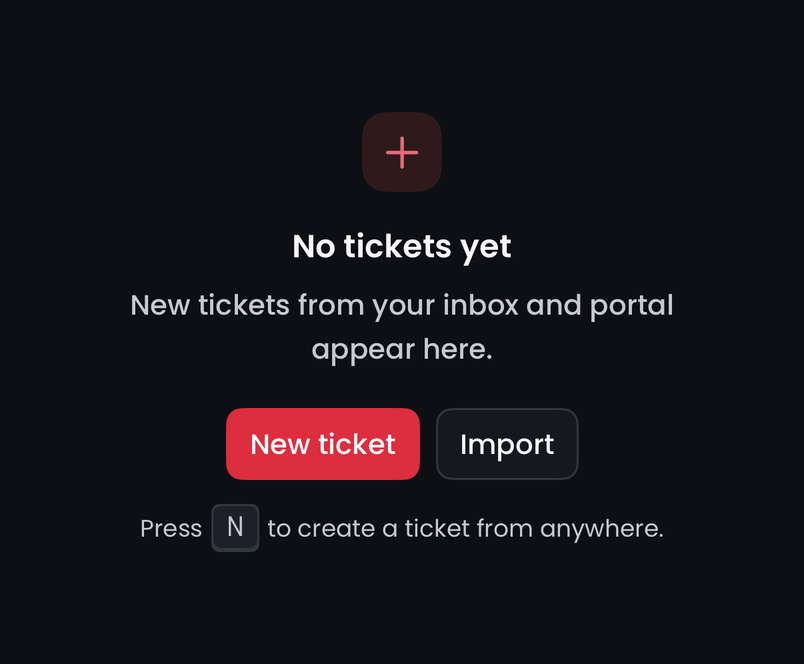 No tickets yet
New tickets from your inbox and portal
appear here.
New ticket Import
Press N to create a ticket from anywhere.